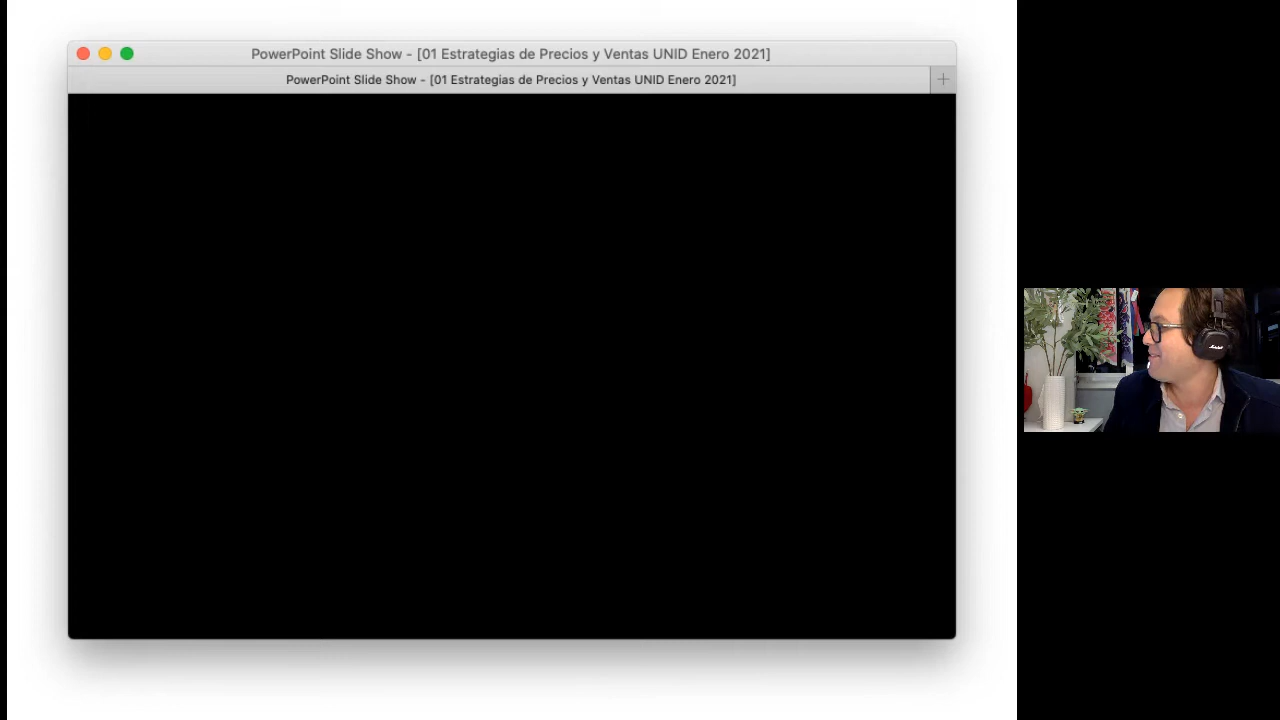 PowerPoint Slide Show - [01 Estrategias de Precios y Ventas UNID Enero 2021]
PowerPoint Slide Show - [01 Estrategias de Precios y Ventas UNID Enero 2021]
Marshall